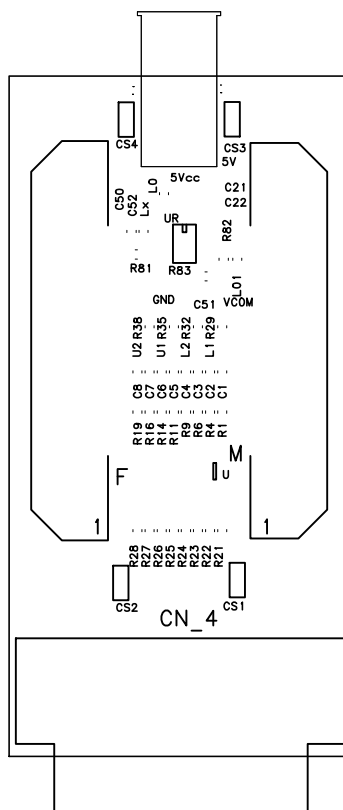 CS4
CS3
5V
5Vcc
LO
C50
C52
Lx
C21
C22
UR
R82
R81
R83
LO1
GND
C51
VCOM
U2 R38
U1 R35
L2 R32
L1 R29
C8
C7
C6
C5
C4
C3
C2
C1
R19
R16
R14
R11
R9
R6
R4
R1
M
F
U
1
1
R28
R27
R26
R25
R24
R23
R22
R21
CS2
CS1
CN_4